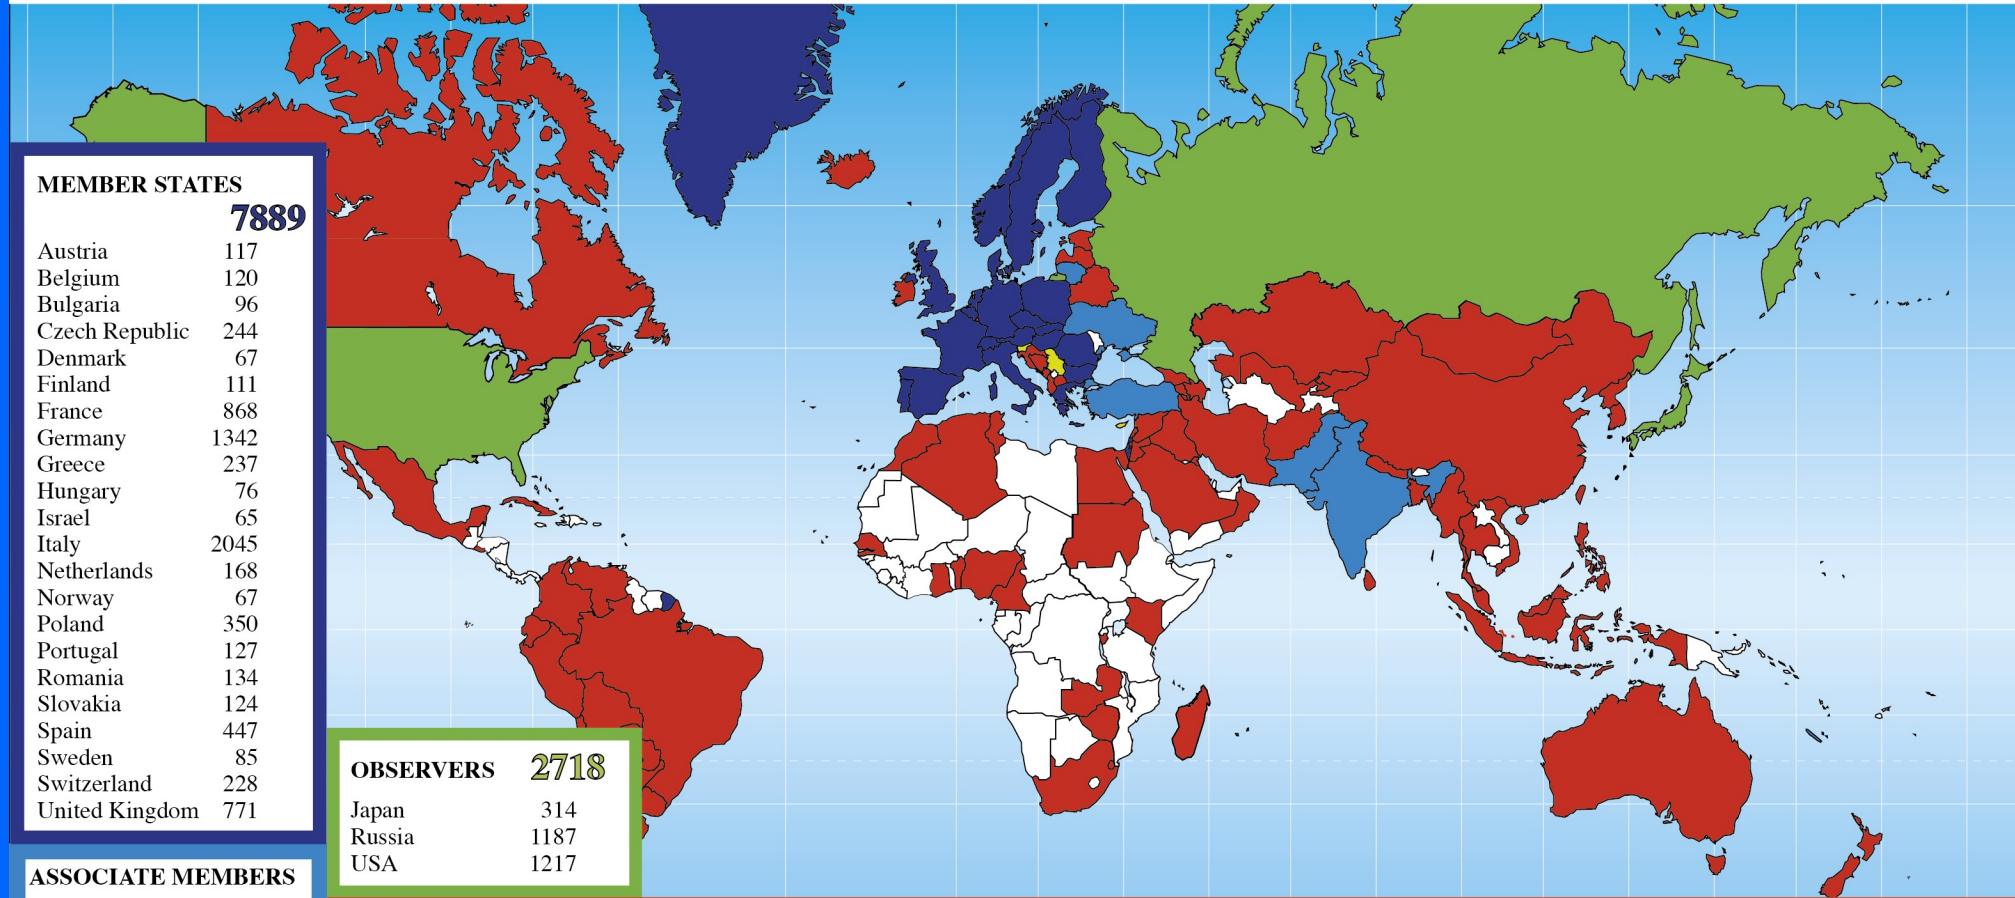 MEMBER STATES
7889
Austria 117
Belgium 120
Bulgaria 96
Czech Republic 244
Denmark 67
Finland 111
France 868
Germany 1342
Greece 237
Hungary 76
Israel 65
Italy 2045
Netherlands 168
Norway 67
Poland 350
Portugal 127
Romania 134
Slovakia 124
Spain 447
Sweden 85
Switzerland 228
United Kingdom 771
OBSERVERS 2718
Japan 314
Russia 1187
USA 1217
ASSOCIATE MEMBERS